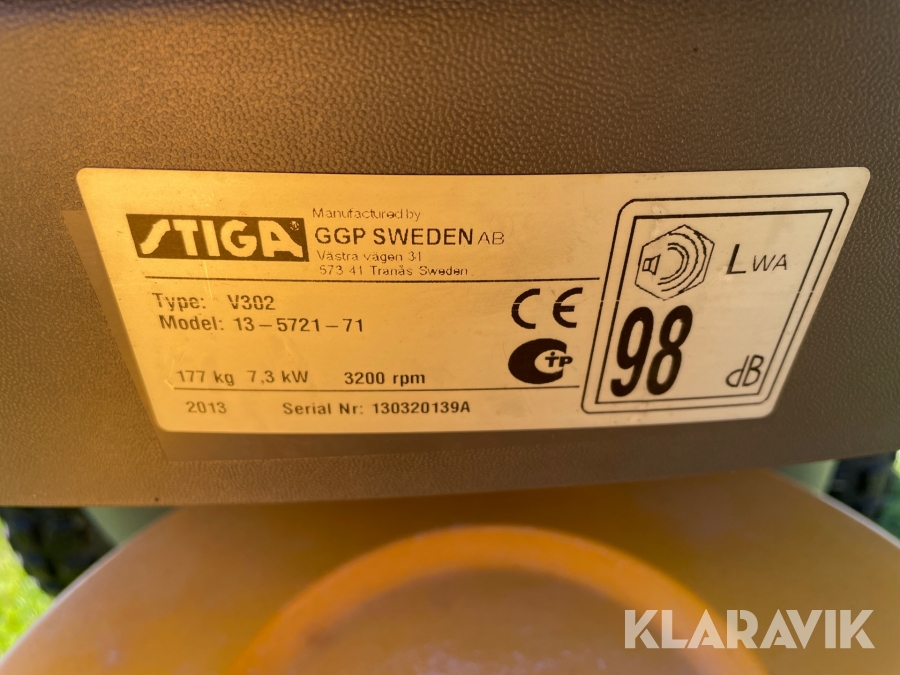 STIGA
Manufactured by
GGP SWEDEN AB
Västra vägen 31
573 41 Tranås Sweden
Type: V302
Model: 13-5721-71
177 kg 7,3 kW 3200 rpm
2013 Serial Nr: 130320139A
CE
CTP
LWA
98
dB
KLARAVIK